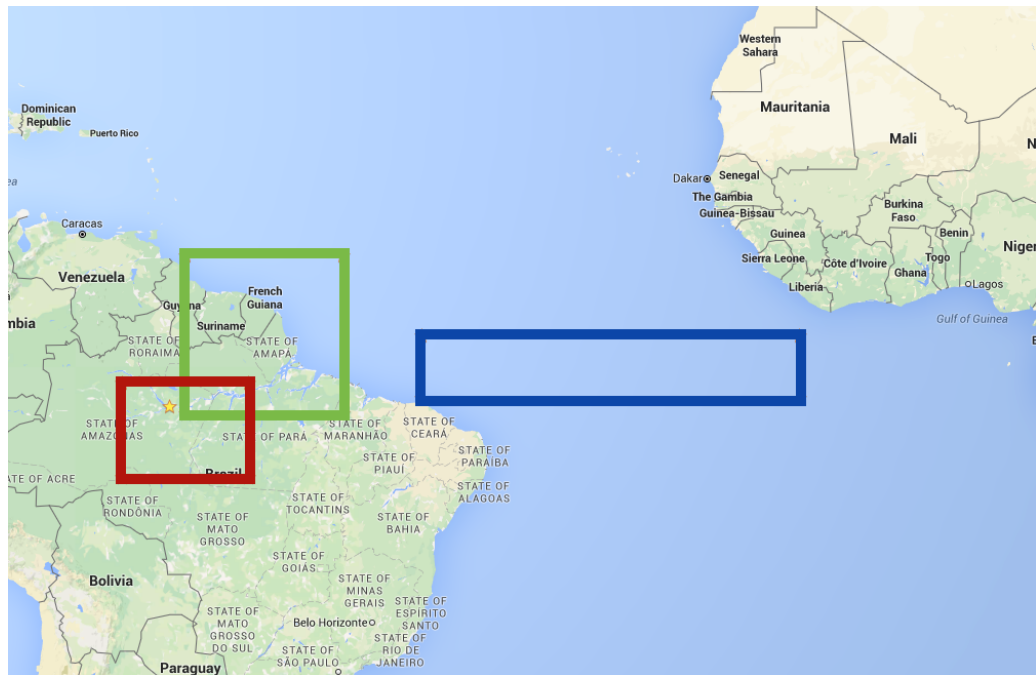 Western
Sahara
Mauritania
Mali
N
Dominican
Republic
Puerto Rico
ea
Dakar
Senegal
The Gambia
Guinea-Bissau
Burkina
Faso
Guinea
Benin
Niger
Sierra Leone
Côte d'Ivoire
Togo
Ghana
Liberia
Lagos
Gulf of Guinea
Caracas
Venezuela
Guyana
French
Guiana
Suriname
mbia
STATE OF
RORAIMA
STATE OF
AMAPÁ
STATE OF
AMAZONAS
STATE OF PARÁ
STATE OF
MARANHÃO
STATE OF
CEARÁ
STATE OF
PARAÍBA
STATE OF
PIAUÍ
STATE OF
ALAGOAS
Brazil
TE OF ACRE
STATE OF
RONDÔNIA
STATE OF
TOCANTINS
STATE OF
MATO
GROSSO
STATE OF
BAHIA
STATE OF
GOIÁS
Bolivia
STATE OF
MINAS
GERAIS
STATE OF
ESPÍRITO
SANTO
STATE OF
MATO
GROSSO
DO SUL
Belo Horizonte
STATE OF
RIO DE
JANEIRO
STATE OF
SÃO PAULO
Paraguay